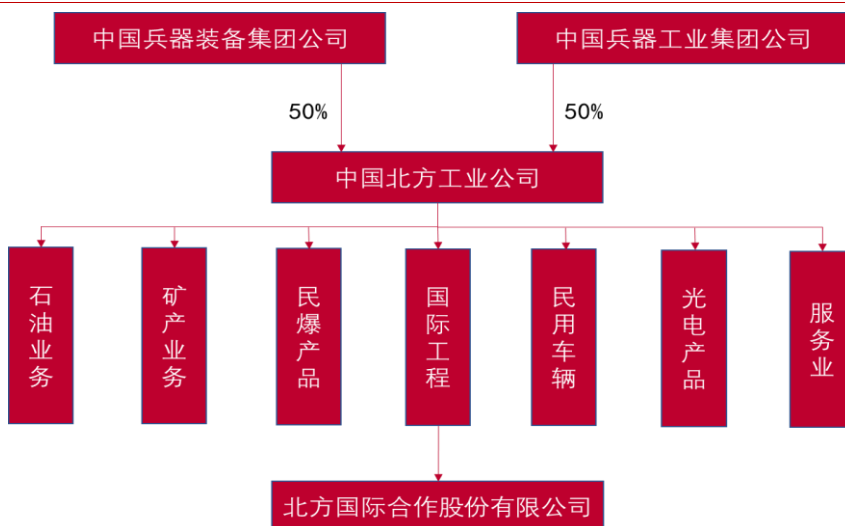 中国兵器装备集团公司
中国兵器工业集团公司
50%
50%
中国北方工业公司
石油业务
矿产业务
民爆产品
国际工程
民用车辆
光电产品
服务业
北方国际合作股份有限公司